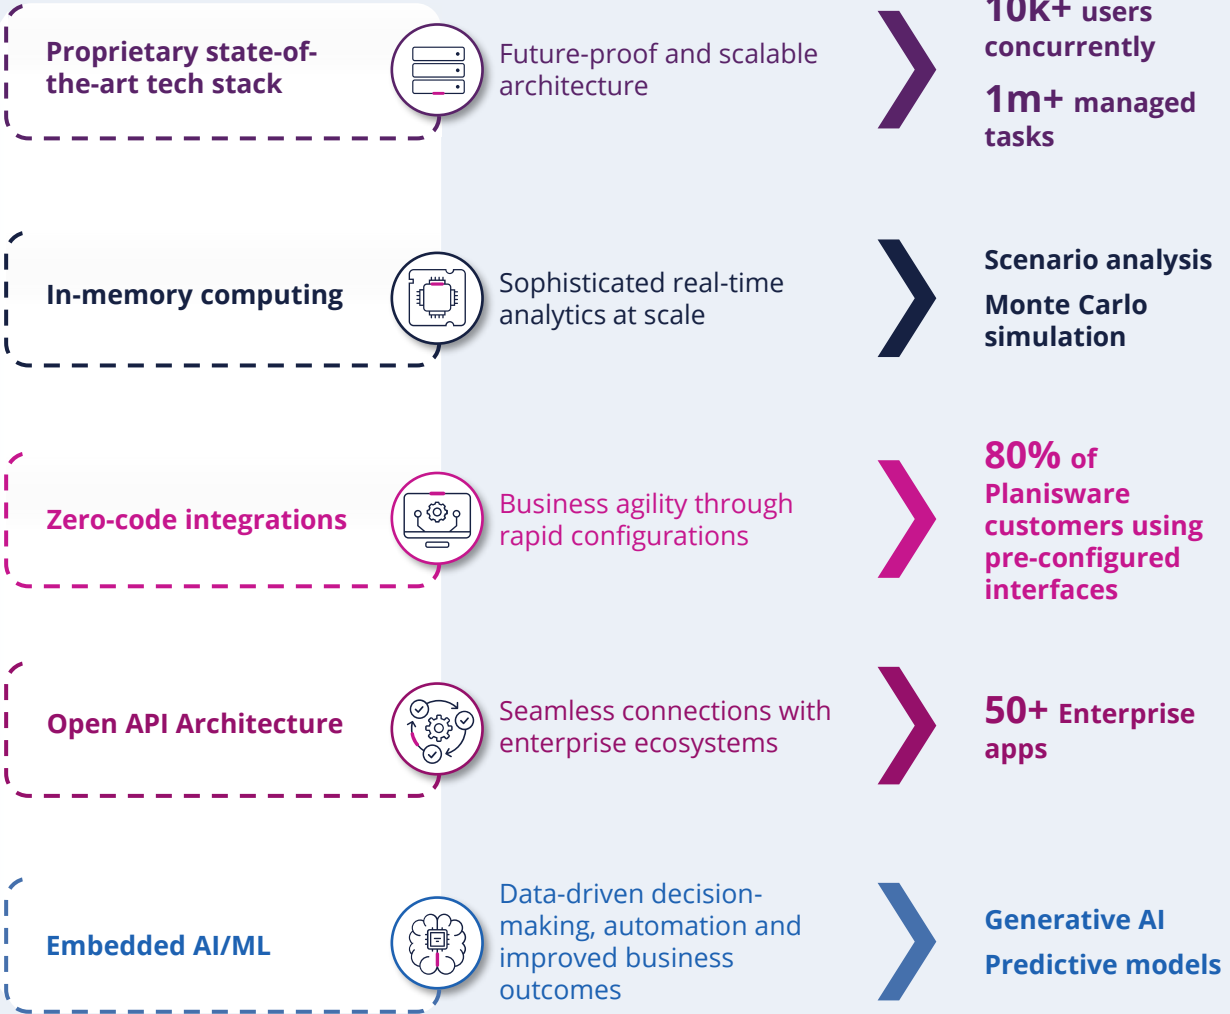 Proprietary state-of-
the-art tech stack
Future-proof and scalable
architecture
10k+ users
concurrently
1m+ managed
tasks
In-memory computing
Sophisticated real-time
analytics at scale
Scenario analysis
Monte Carlo
simulation
Zero-code integrations
Business agility through
rapid configurations
80% of
Planisware
customers using
pre-configured
interfaces
Open API Architecture
Seamless connections with
enterprise ecosystems
50+ Enterprise
apps
Embedded AI/ML
Data-driven decision-
making, automation and
improved business
outcomes
Generative AI
Predictive models